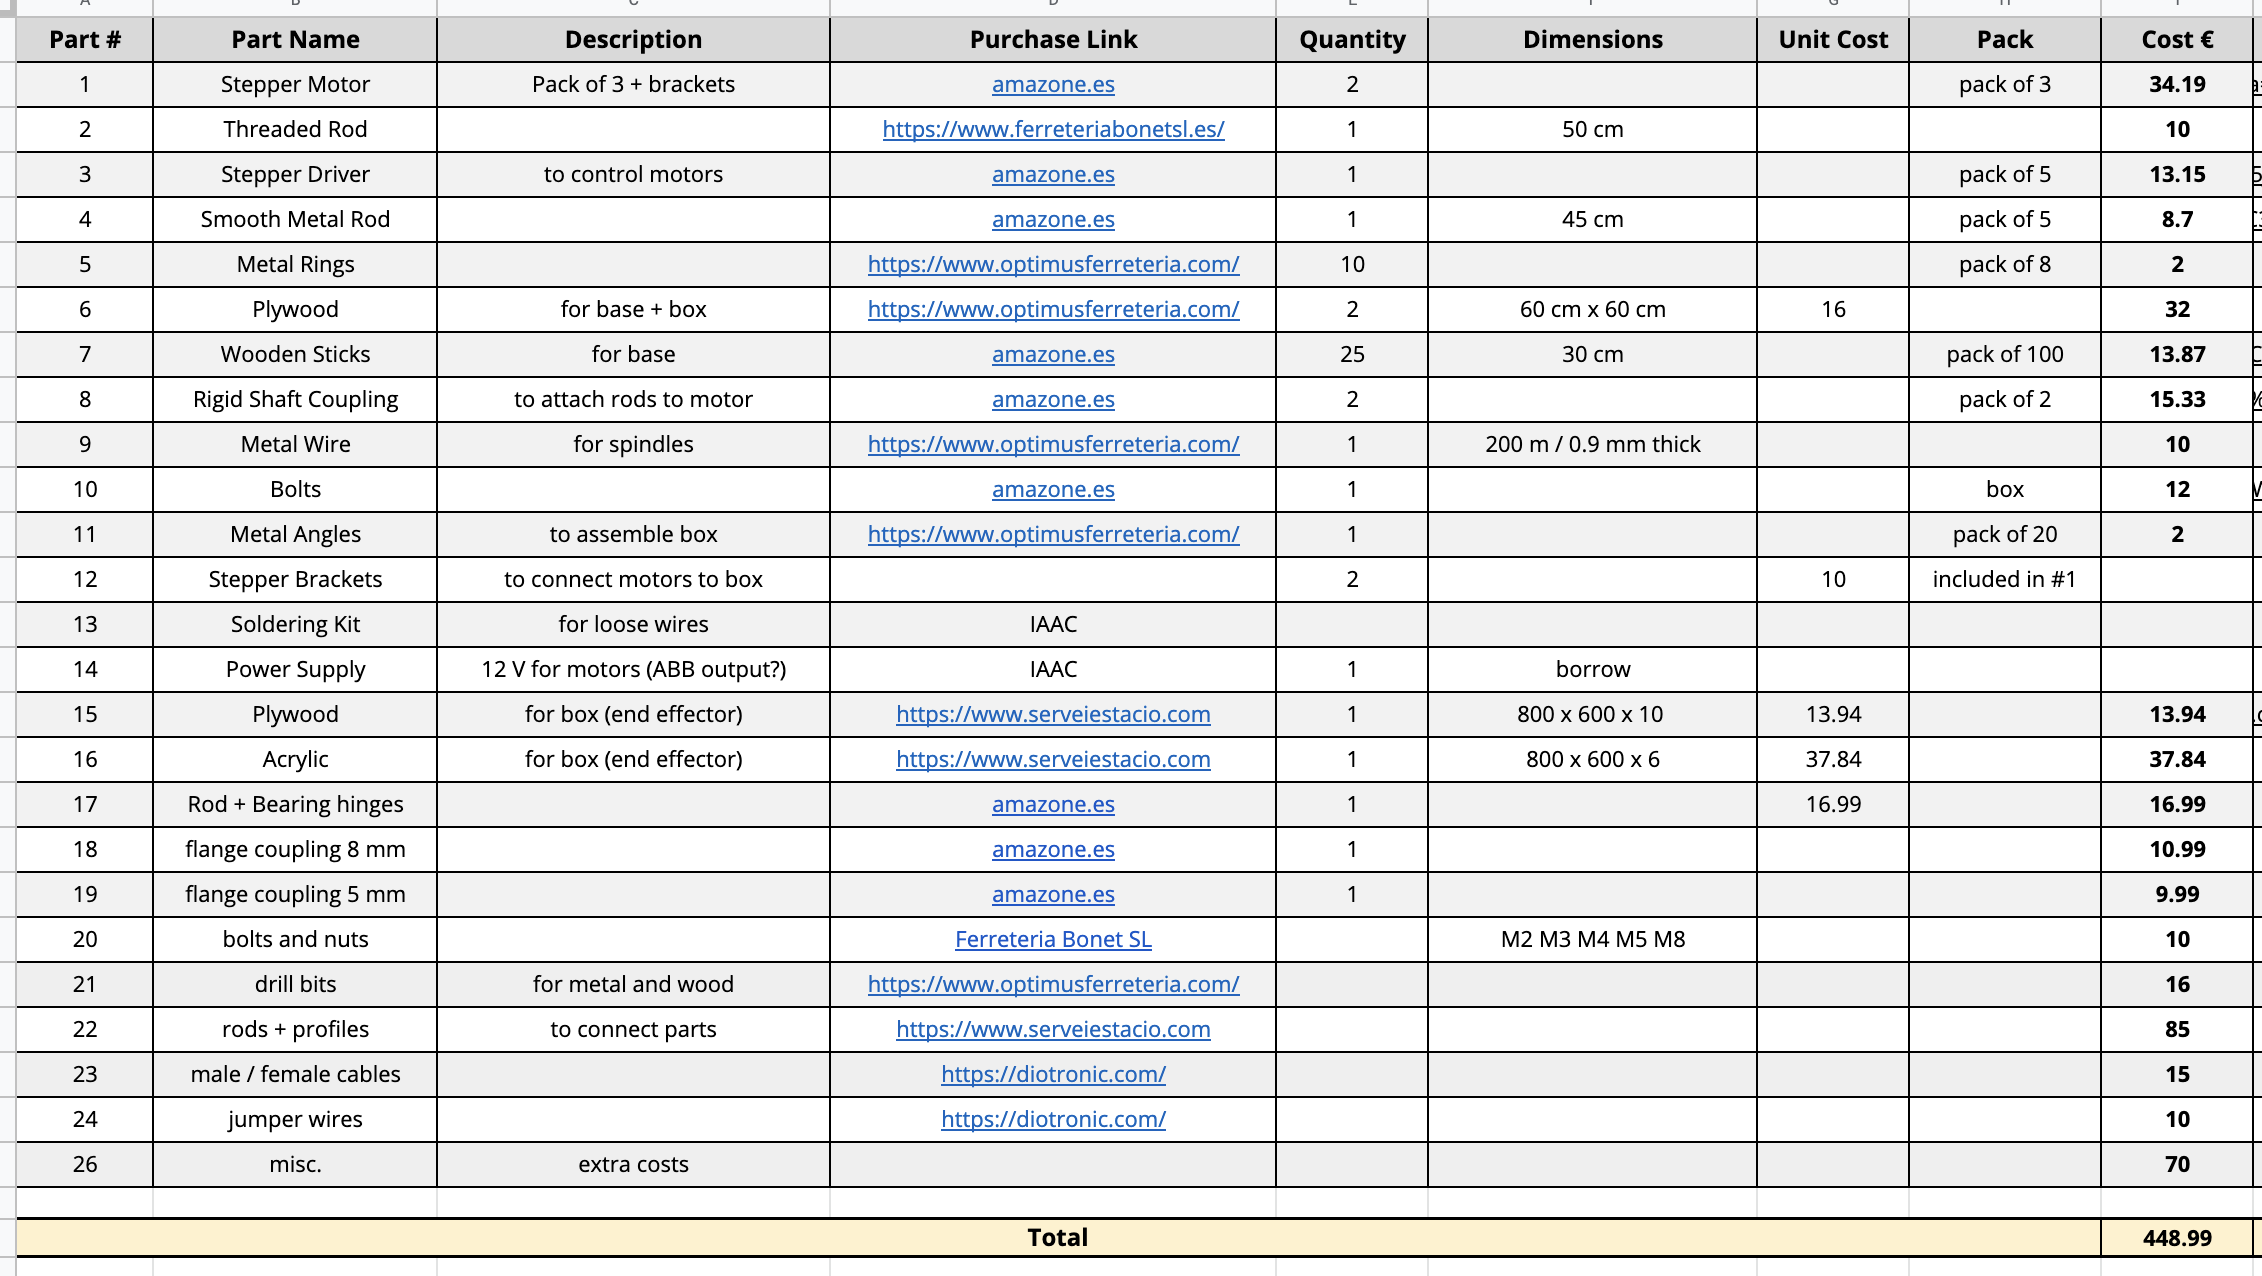 Part # Part Name Description Purchase Link Quantity Dimensions Unit Cost Pack Cost €
1 Stepper Motor Pack of 3 + brackets amazone.es 2 pack of 3 34.19
2 Threaded Rod https://www.ferreteriabonetsl.es/ 1 50 cm 10
3 Stepper Driver to control motors amazone.es 1 pack of 5 13.15
4 Smooth Metal Rod amazone.es 1 45 cm pack of 5 8.7
5 Metal Rings https://www.optimusferreteria.com/ 10 pack of 8 2
6 Plywood for base + box https://www.optimusferreteria.com/ 2 60 cm x 60 cm 16 32
7 Wooden Sticks for base amazone.es 25 30 cm pack of 100 13.87
8 Rigid Shaft Coupling to attach rods to motor amazone.es 2 pack of 2 15.33
9 Metal Wire for spindles https://www.optimusferreteria.com/ 1 200 m / 0.9 mm thick 10
10 Bolts amazone.es 1 box 12
11 Metal Angles to assemble box https://www.optimusferreteria.com/ 1 pack of 20 2
12 Stepper Brackets to connect motors to box 2 10 included in #1
13 Soldering Kit for loose wires IAAC
14 Power Supply 12 V for motors (ABB output?) IAAC 1 borrow
15 Plywood for box (end effector) https://www.serveiestacio.com 1 800 x 600 x 10 13.94 13.94
16 Acrylic for box (end effector) https://www.serveiestacio.com 1 800 x 600 x 6 37.84 37.84
17 Rod + Bearing hinges amazone.es 1 16.99 16.99
18 flange coupling 8 mm amazone.es 1 10.99
19 flange coupling 5 mm amazone.es 1 9.99
20 bolts and nuts Ferreteria Bonet SL M2 M3 M4 M5 M8 10
21 drill bits for metal and wood https://www.optimusferreteria.com/ 16
22 rods + profiles to connect parts https://www.serveiestacio.com 85
23 male / female cables https://diotronic.com/ 15
24 jumper wires https://diotronic.com/ 10
26 misc. extra costs 70
Total 448.99